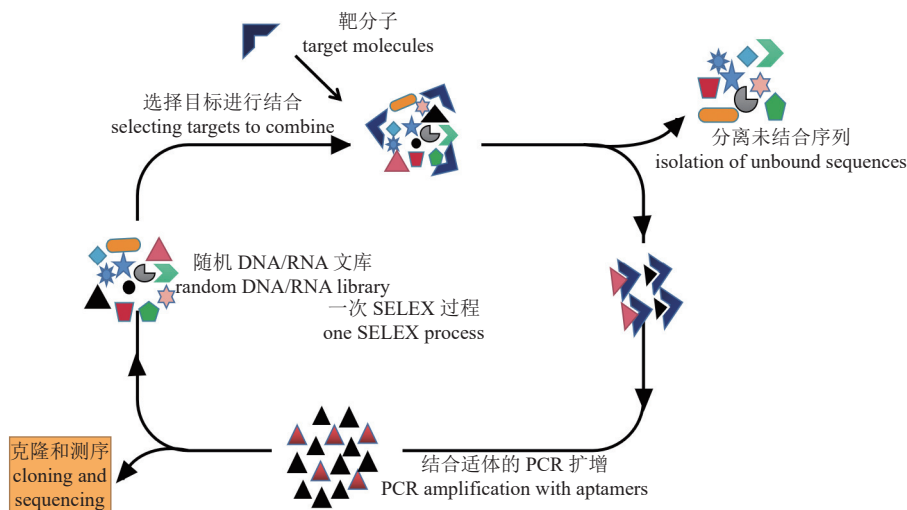 靶分子
target molecules
选择目标进行结合
selecting targets to combine
分离未结合序列
isolation of unbound sequences
随机 DNA/RNA 文库
random DNA/RNA library
一次 SELEX 过程
one SELEX process
克隆和测序
cloning and
sequencing
结合适体的 PCR 扩增
PCR amplification with aptamers